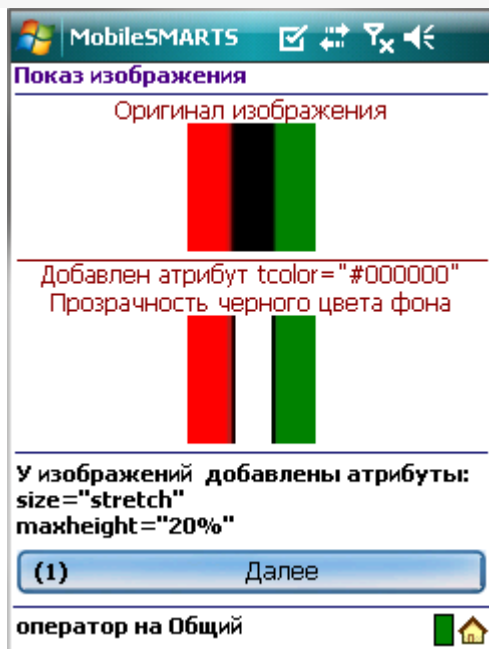 MobileSMARTS
Показ изображения
Оригинал изображения
Добавлен атрибут tcolor="#000000"
Прозрачность черного цвета фона
У изображений добавлены атрибуты:
size="stretch"
maxheight="20%"
(1) Далее
оператор на Общий